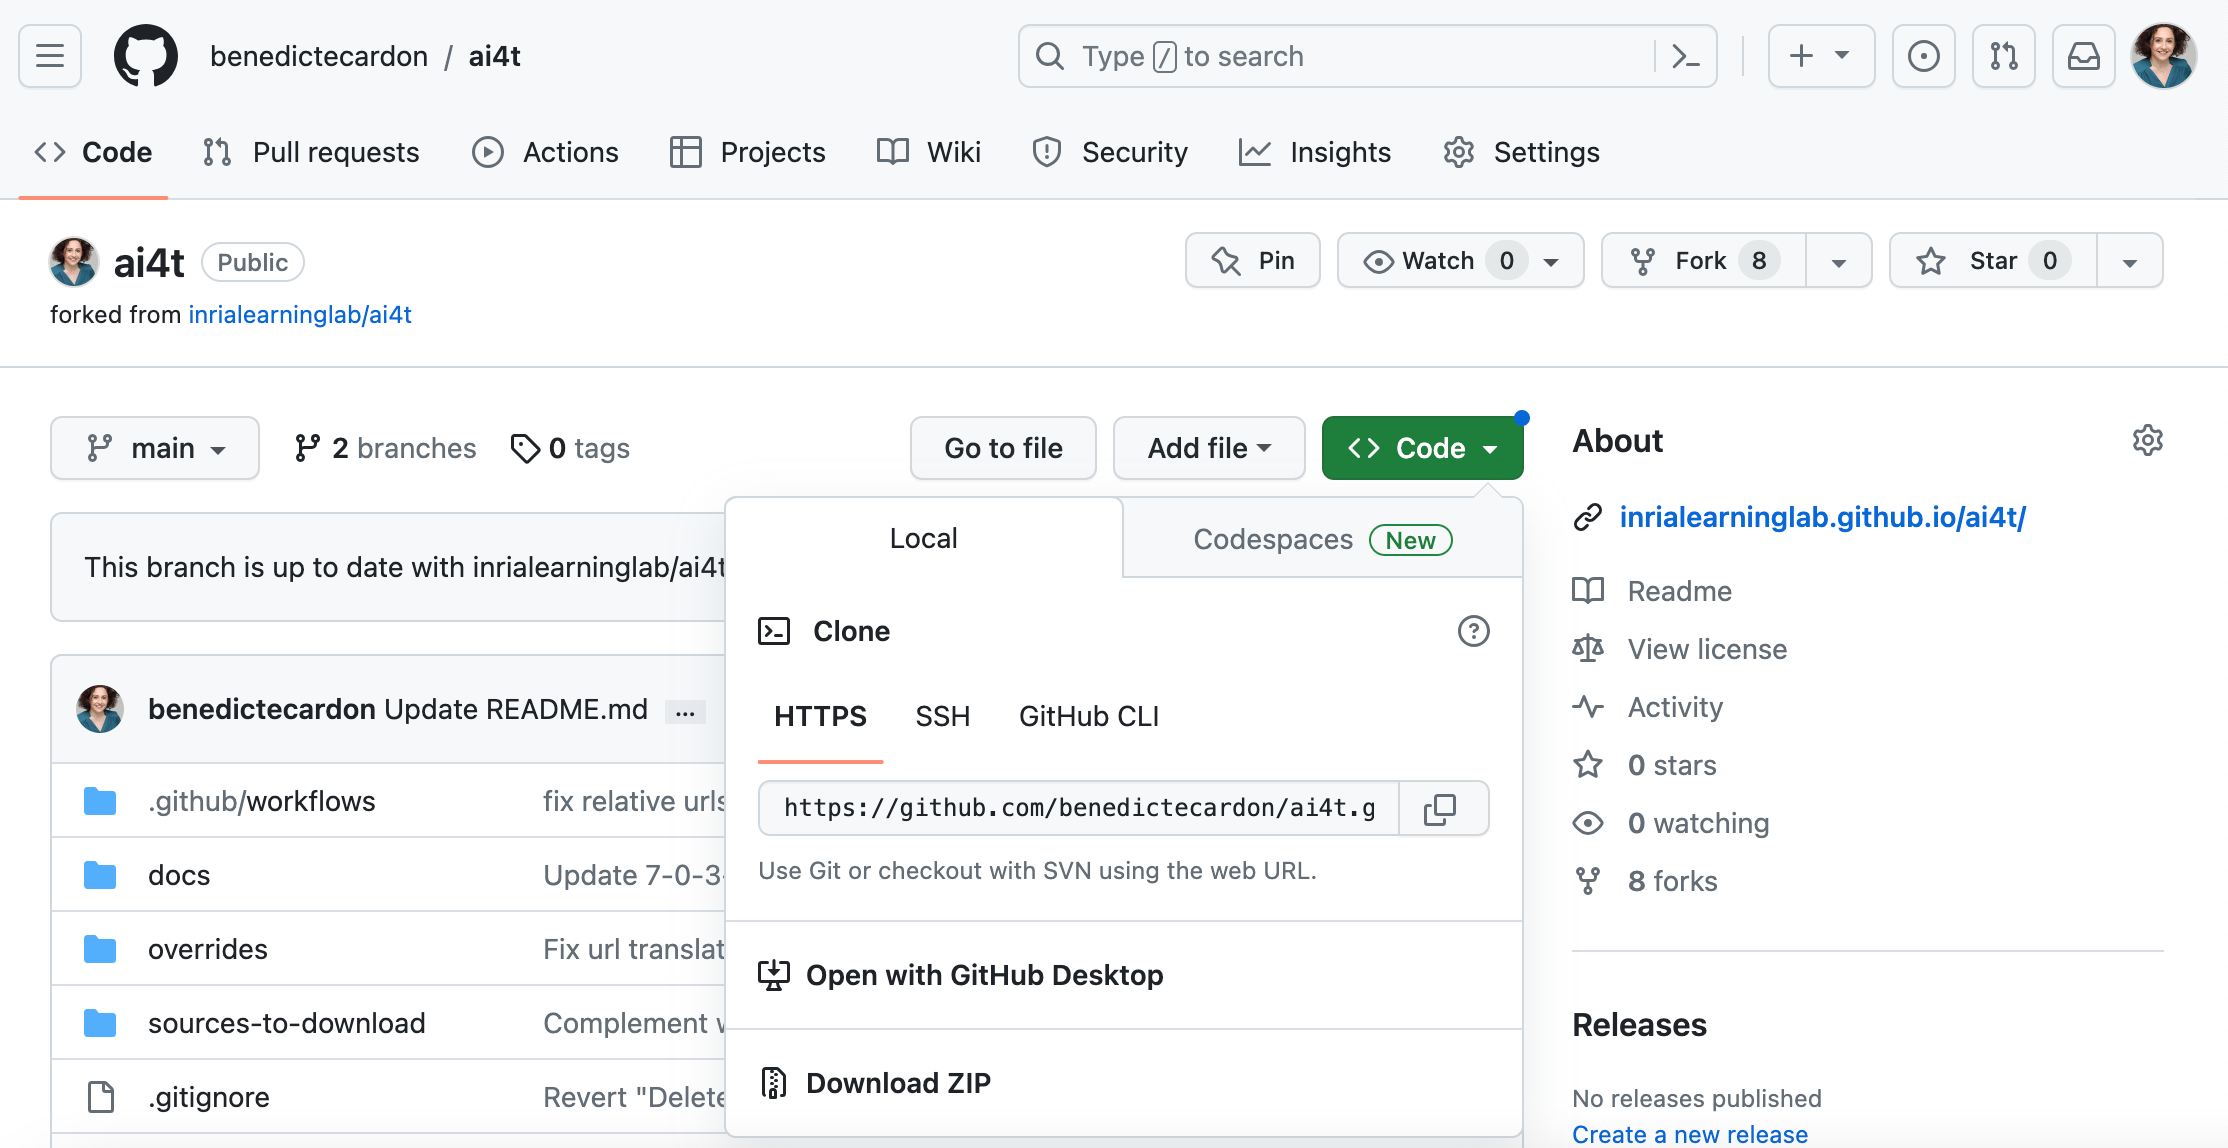 benedictecardon / ai4t
Type / to search
Code Pull requests Actions Projects Wiki Security Insights Settings
ai4t Public
Pin Watch 0 Fork 8 Star 0
forked from inrialearninglab/ai4t
main 2 branches 0 tags
Go to file Add file Code
This branch is up to date with inrialearninglab/ai4t
benedictecardon Update README.md ...
.github/workflows fix relative urls
docs Update 7-0-3-
overrides Fix url translat
sources-to-download Complement
.gitignore Revert "Delete
Local Codespaces New
Clone
HTTPS SSH GitHub CLI
https://github.com/benedictecardon/ai4t.g
Use Git or checkout with SVN using the web URL.
Open with GitHub Desktop
Download ZIP
About
inrialearninglab.github.io/ai4t/
Readme
View license
Activity
0 stars
0 watching
8 forks
Releases
No releases published
Create a new release